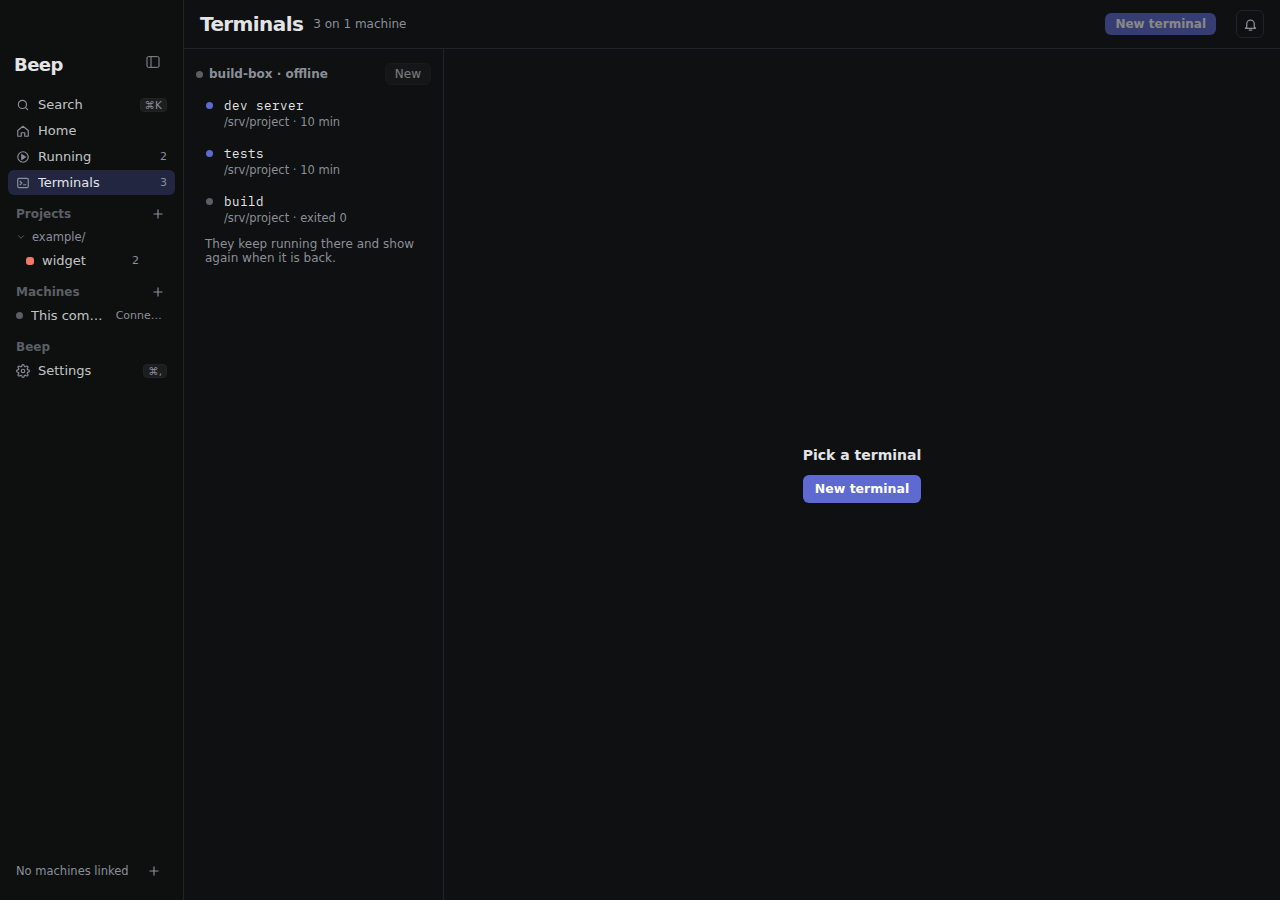 Beep
Search ⌘K
Home
Running 2
Terminals 3
Projects
example/
widget 2
Machines
This com… Conne…
Beep
Settings ⌘,
No machines linked
Terminals 3 on 1 machine
New terminal
build-box · offline New
dev server
/srv/project · 10 min
tests
/srv/project · 10 min
build
/srv/project · exited 0
They keep running there and show
again when it is back.
Pick a terminal
New terminal